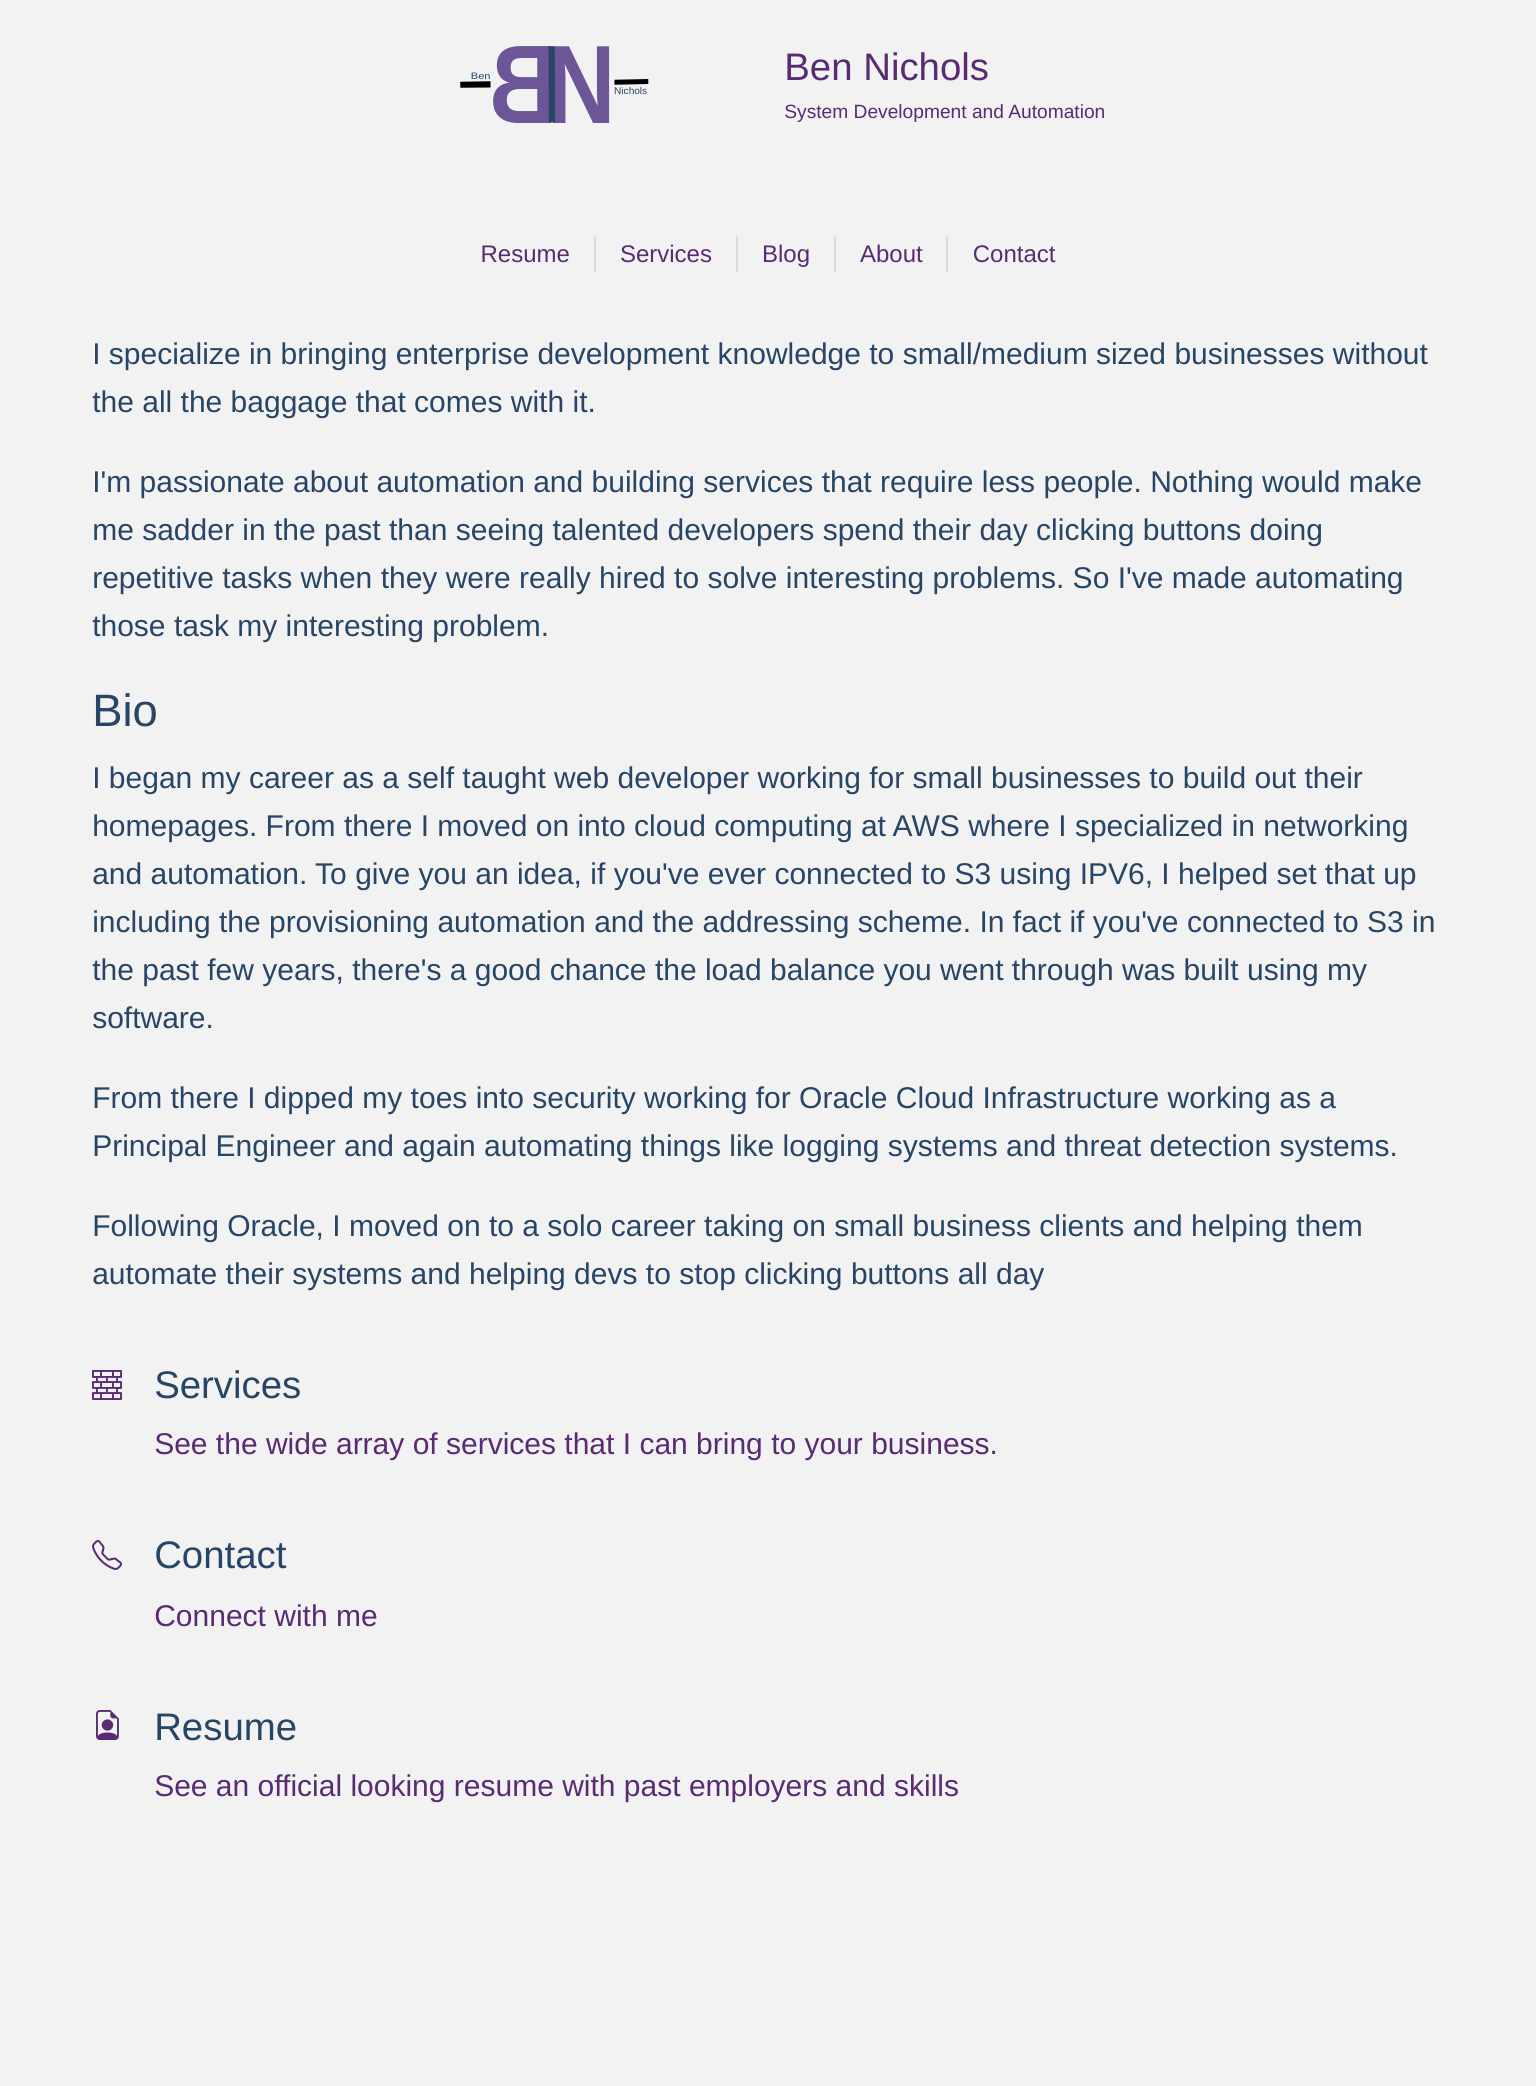 Ben
BN
Nichols
Ben Nichols
System Development and Automation
Resume
Services
Blog
About
Contact
I specialize in bringing enterprise development knowledge to small/medium sized businesses without
the all the baggage that comes with it.
I'm passionate about automation and building services that require less people. Nothing would make
me sadder in the past than seeing talented developers spend their day clicking buttons doing
repetitive tasks when they were really hired to solve interesting problems. So I've made automating
those task my interesting problem.
Bio
I began my career as a self taught web developer working for small businesses to build out their
homepages. From there I moved on into cloud computing at AWS where I specialized in networking
and automation. To give you an idea, if you've ever connected to S3 using IPV6, I helped set that up
including the provisioning automation and the addressing scheme. In fact if you've connected to S3 in
the past few years, there's a good chance the load balance you went through was built using my
software.
From there I dipped my toes into security working for Oracle Cloud Infrastructure working as a
Principal Engineer and again automating things like logging systems and threat detection systems.
Following Oracle, I moved on to a solo career taking on small business clients and helping them
automate their systems and helping devs to stop clicking buttons all day
Services
See the wide array of services that I can bring to your business.
Contact
Connect with me
Resume
See an official looking resume with past employers and skills